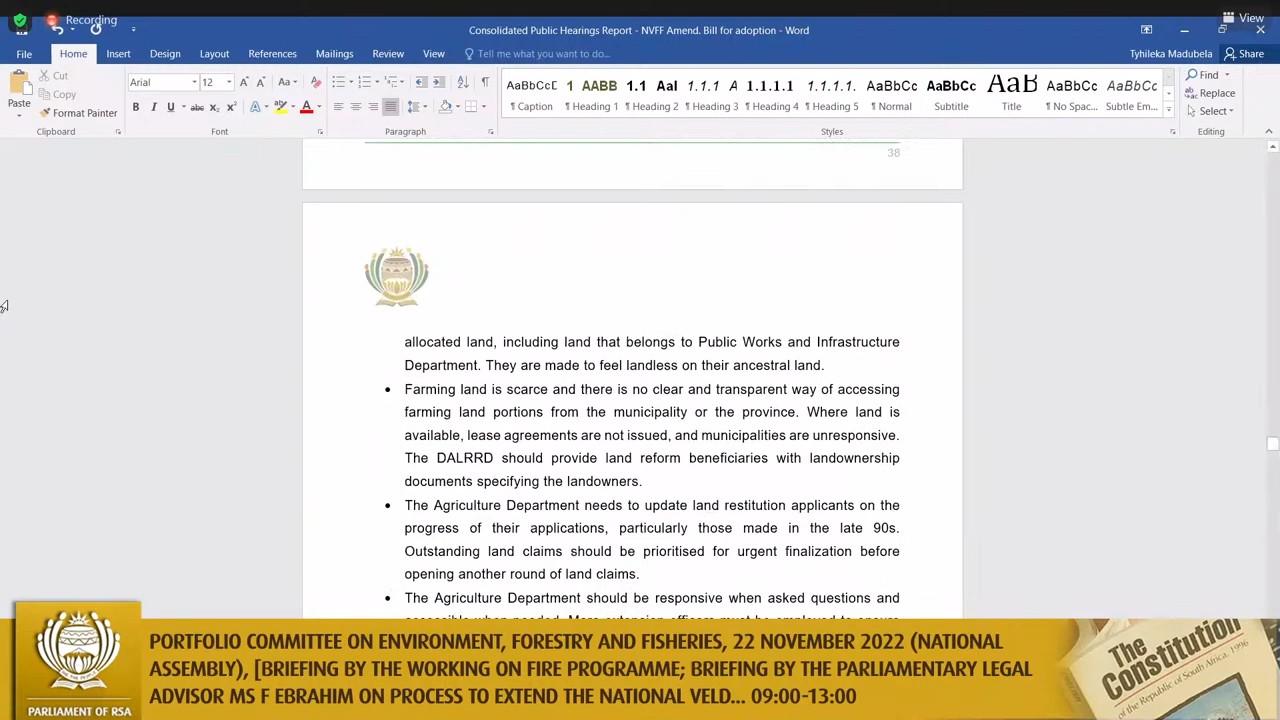 Recording
View
Consolidated Public Hearings Report - NVFF Amend. Bill for adoption - Word
File Home Insert Design Layout References Mailings Review View Tell me what you want to do... Tyhileka Madubela Share
Cut
Copy
Format Painter
Paste
Clipboard
Arial 12
Font
Paragraph
AaBbCcD 1 AABB 1.1 AaI 1.1.1 A 1.1.1.1 1.1.1.1. AaBbCc AaBbCc AaB AaBbCc AaBbCc
¶ Caption ¶ Heading 1 ¶ Heading 2 ¶ Heading 3 ¶ Heading 4 ¶ Heading 5 ¶ Normal Subtitle Title ¶ No Spac... Subtle Em...
Styles
Find
Replace
Select
Editing
38
allocated land, including land that belongs to Public Works and Infrastructure
Department. They are made to feel landless on their ancestral land.
• Farming land is scarce and there is no clear and transparent way of accessing
farming land portions from the municipality or the province. Where land is
available, lease agreements are not issued, and municipalities are unresponsive.
The DALRRD should provide land reform beneficiaries with landownership
documents specifying the landowners.
• The Agriculture Department needs to update land restitution applicants on the
progress of their applications, particularly those made in the late 90s.
Outstanding land claims should be prioritised for urgent finalization before
opening another round of land claims.
• The Agriculture Department should be responsive when asked questions and
PORTFOLIO COMMITTEE ON ENVIRONMENT, FORESTRY AND FISHERIES, 22 NOVEMBER 2022 (NATIONAL
ASSEMBLY), [BRIEFING BY THE WORKING ON FIRE PROGRAMME; BRIEFING BY THE PARLIAMENTARY LEGAL
ADVISOR MS F EBRAHIM ON PROCESS TO EXTEND THE NATIONAL VELD... 09:00-13:00
PARLIAMENT OF RSA
The
Constitution
of the Republic of South Africa, 1996